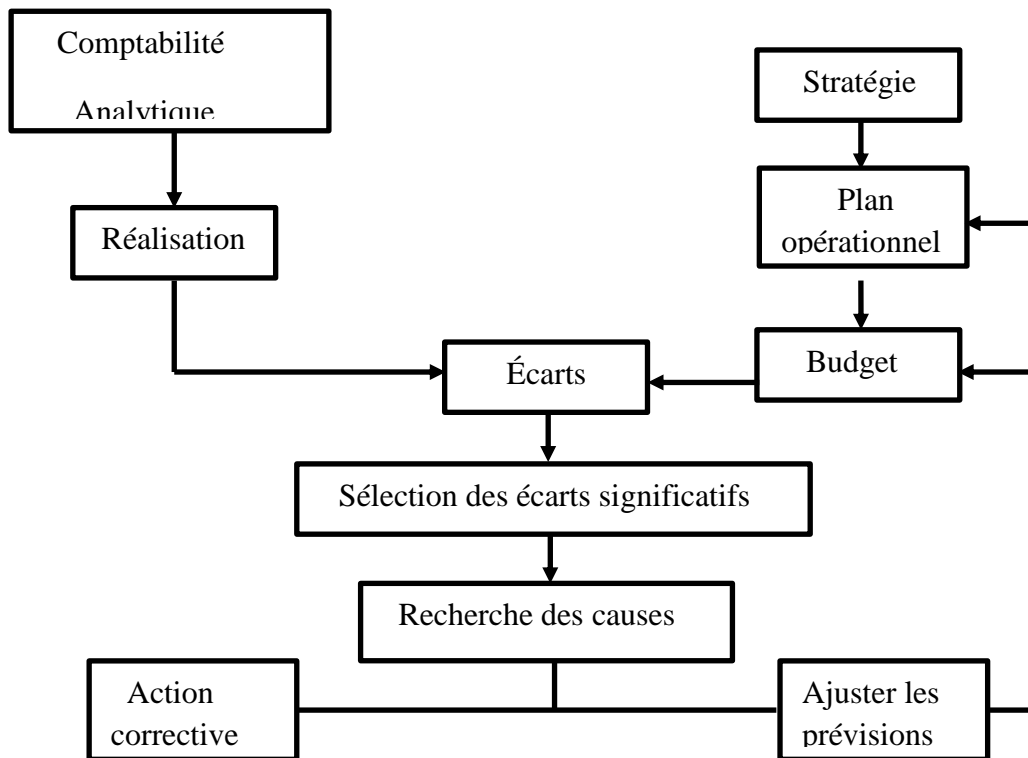 Comptabilité
Analytique
Stratégie
Plan
opérationnel
Réalisation
Budget
Écarts
Sélection des écarts significatifs
Recherche des causes
Action
corrective
Ajuster les
prévisions